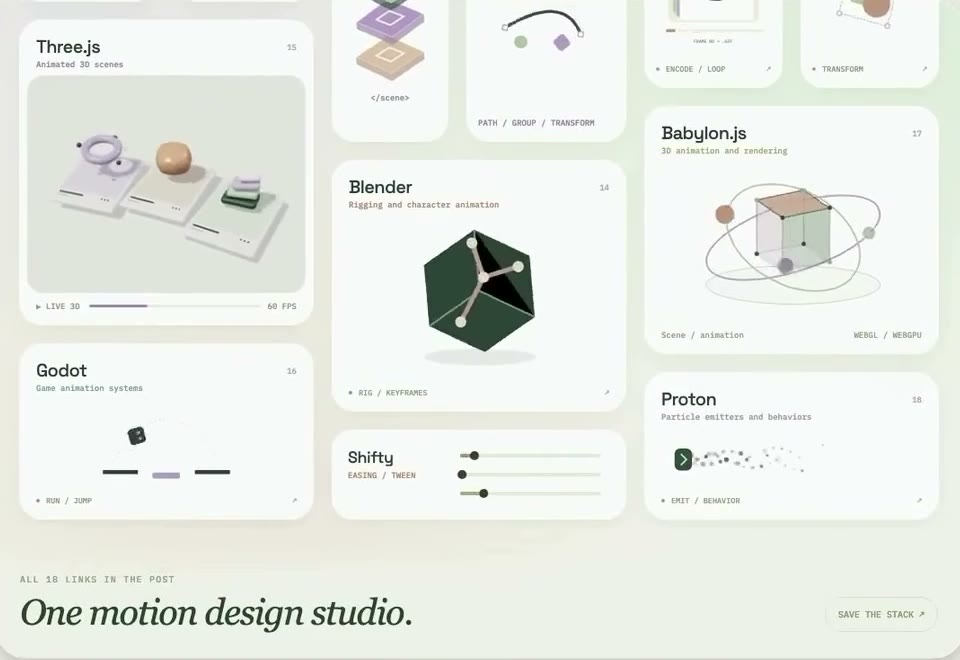 Three.js
15
Animated 3D scenes
▶ LIVE 3D
60 FPS
Godot
16
Game animation systems
RUN / JUMP ↗
</scene>
PATH / GROUP / TRANSFORM
Blender
14
Rigging and character animation
RIG / KEYFRAMES ↗
Shifty
EASING / TWEEN
ENCODE / LOOP ↗
TRANSFORM ↗
Babylon.js
17
3D animation and rendering
Scene / animation
WEBGL / WEBGPU
Proton
18
Particle emitters and behaviors
EMIT / BEHAVIOR ↗
ALL 18 LINKS IN THE POST
One motion design studio.
SAVE THE STACK ↗